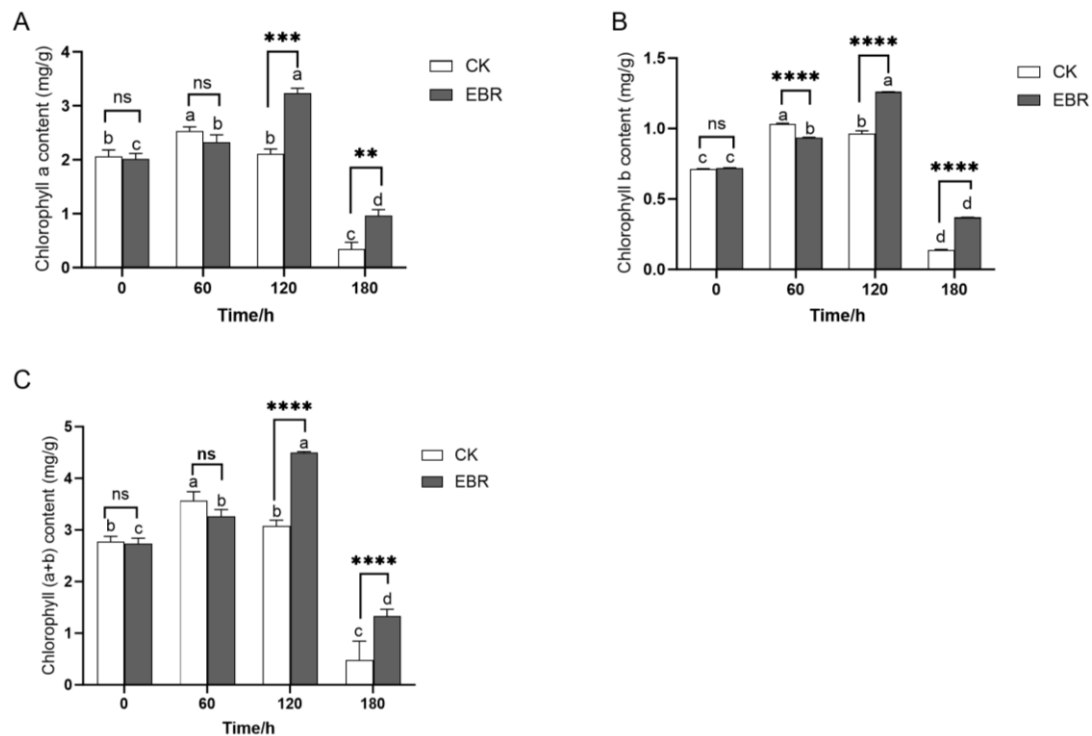 A
Chlorophyll a content (mg/g)
4
3
2
1
0
ns
b
c
ns
a
b
***
b
a
**
c
d
0 60 120 180
Time/h
CK
EBR
B
Chlorophyll b content (mg/g)
1.5
1.0
0.5
0.0
ns
c
c
****
a
b
****
b
a
****
d
d
0 60 120 180
Time/h
CK
EBR
C
Chlorophyll (a+b) content (mg/g)
5
4
3
2
1
0
ns
b
c
ns
a
b
****
b
a
****
c
d
0 60 120 180
Time/h
CK
EBR